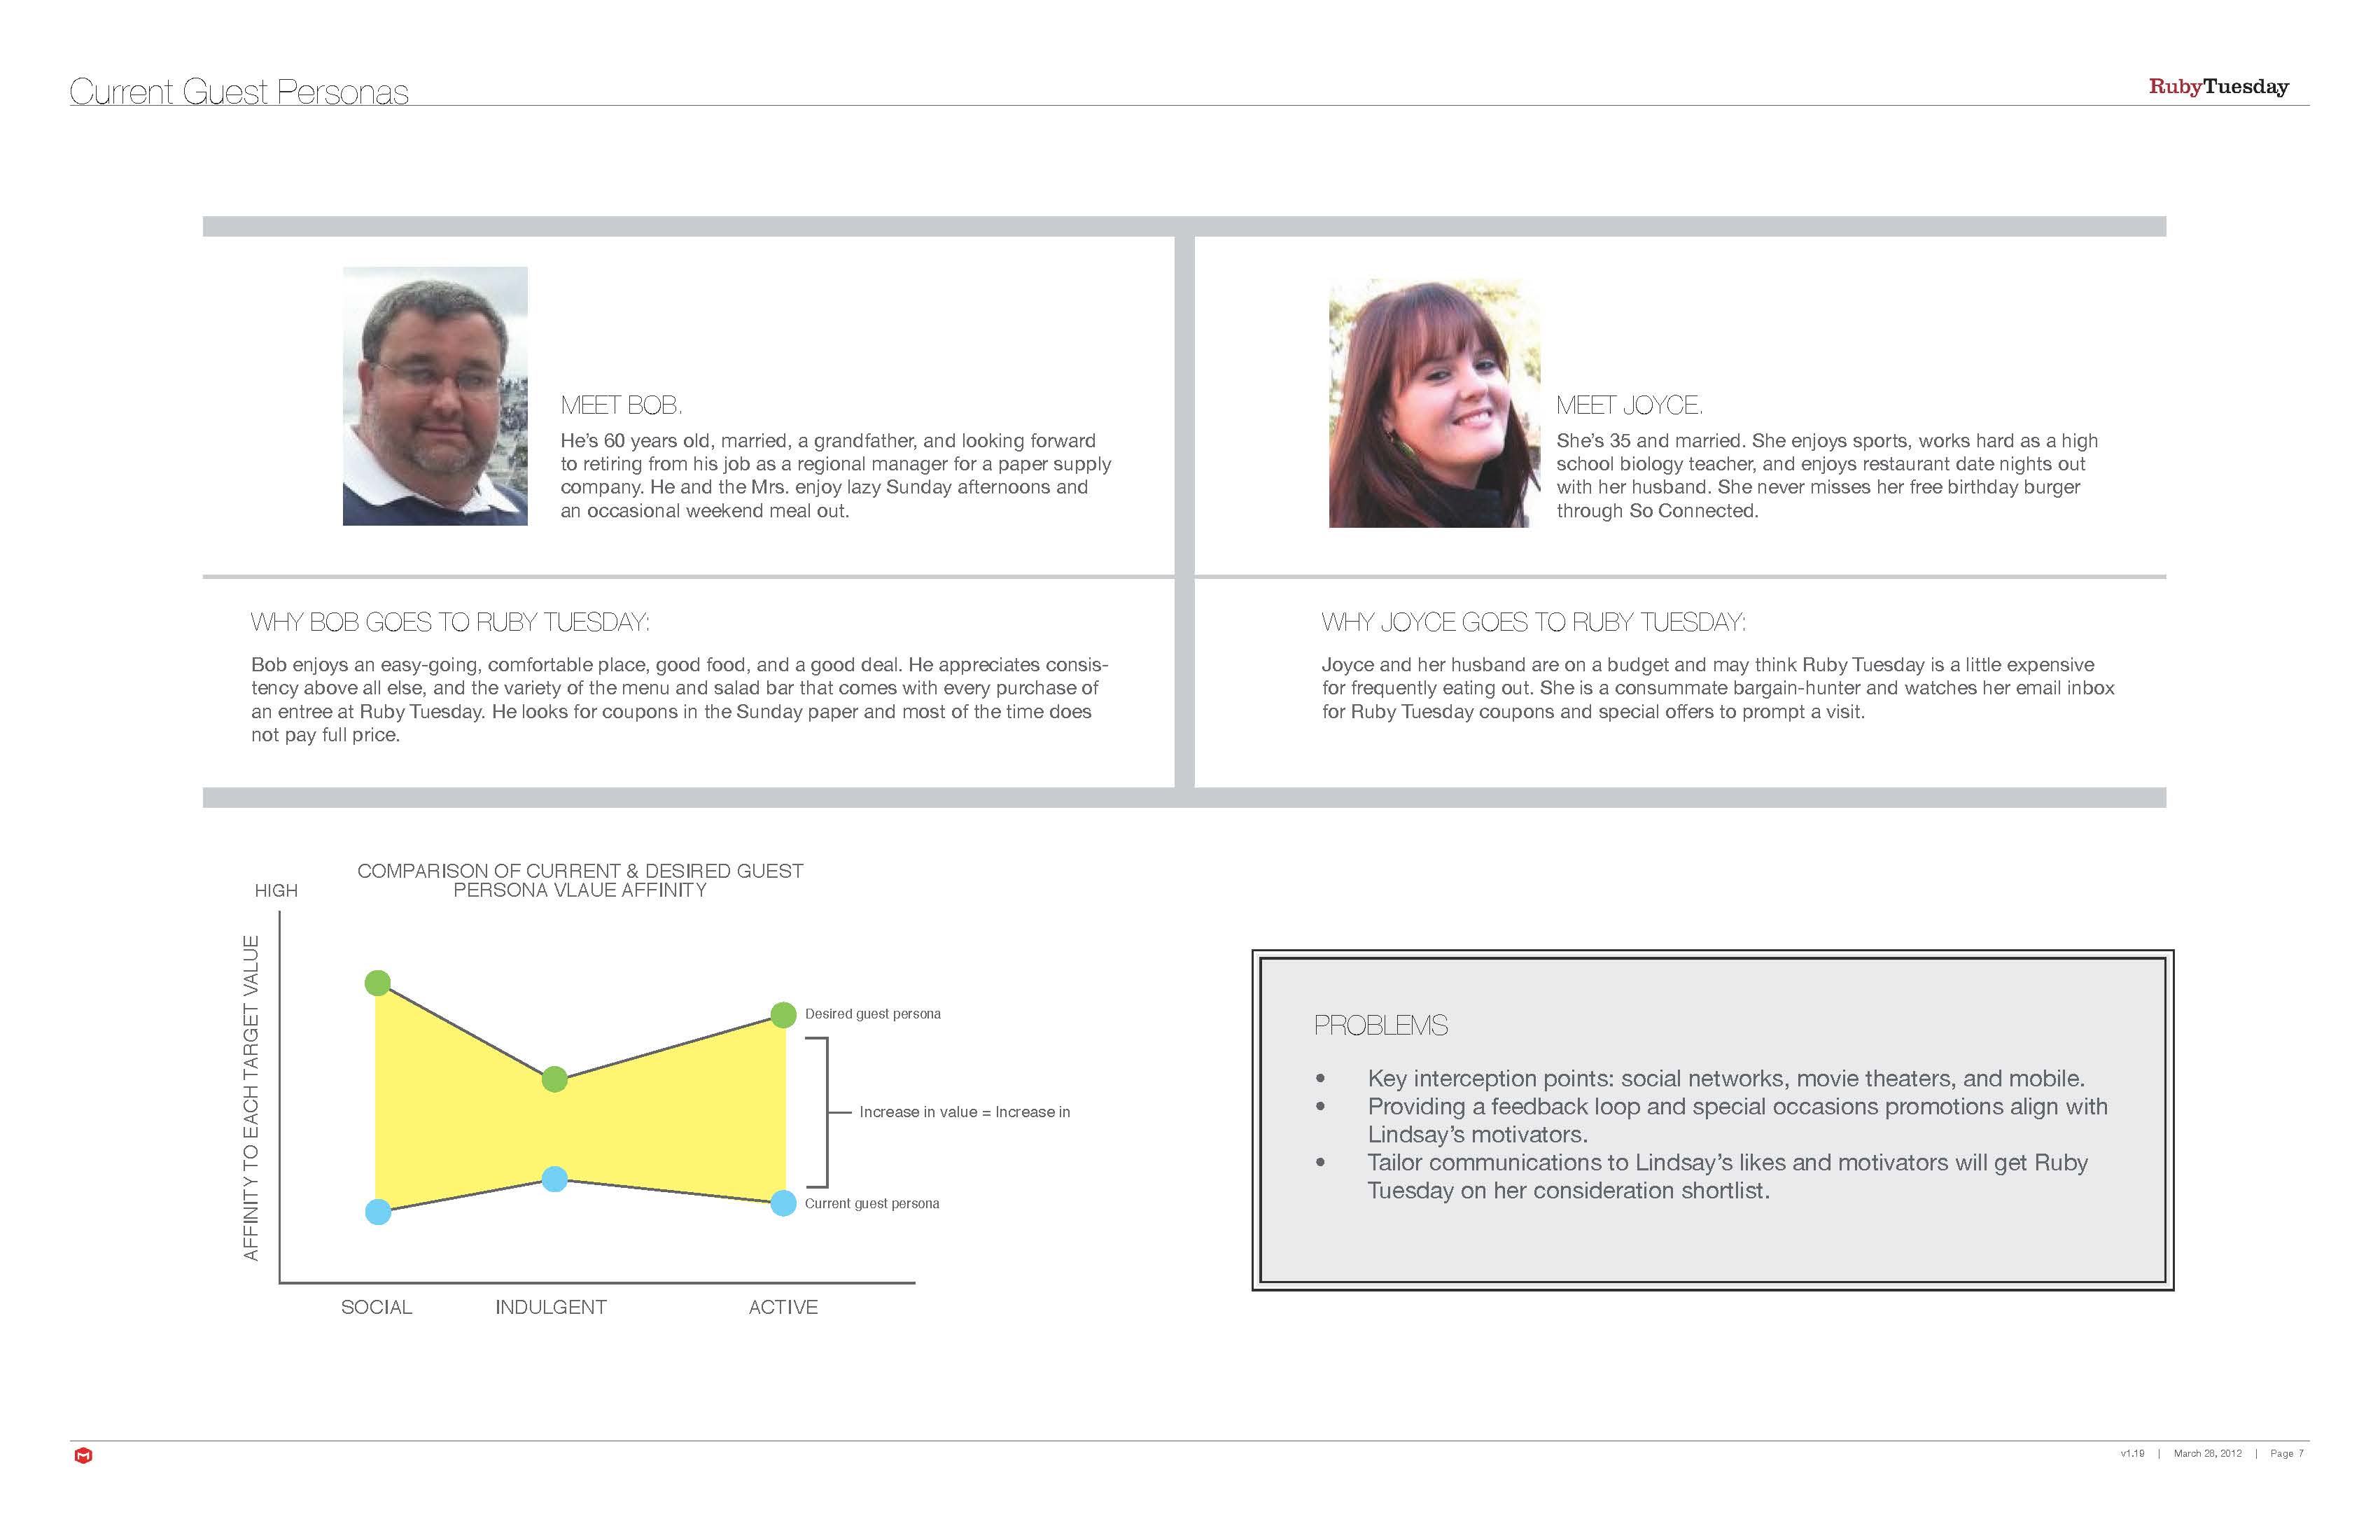 Current Guest Personas
RubyTuesday
MEET BOB.
He's 60 years old, married, a grandfather, and looking forward
to retiring from his job as a regional manager for a paper supply
company. He and the Mrs. enjoy lazy Sunday afternoons and
an occasional weekend meal out.
MEET JOYCE.
She's 35 and married. She enjoys sports, works hard as a high
school biology teacher, and enjoys restaurant date nights out
with her husband. She never misses her free birthday burger
through So Connected.
WHY BOB GOES TO RUBY TUESDAY:
Bob enjoys an easy-going, comfortable place, good food, and a good deal. He appreciates consis-
tency above all else, and the variety of the menu and salad bar that comes with every purchase of
an entree at Ruby Tuesday. He looks for coupons in the Sunday paper and most of the time does
not pay full price.
WHY JOYCE GOES TO RUBY TUESDAY:
Joyce and her husband are on a budget and may think Ruby Tuesday is a little expensive
for frequently eating out. She is a consummate bargain-hunter and watches her email inbox
for Ruby Tuesday coupons and special offers to prompt a visit.
COMPARISON OF CURRENT & DESIRED GUEST
PERSONA VLAUE AFFINITY
HIGH
AFFINITY TO EACH TARGET VALUE
Desired guest persona
Increase in value = Increase in
Current guest persona
SOCIAL
INDULGENT
ACTIVE
PROBLEMS
• Key interception points: social networks, movie theaters, and mobile.
• Providing a feedback loop and special occasions promotions align with
Lindsay's motivators.
• Tailor communications to Lindsay's likes and motivators will get Ruby
Tuesday on her consideration shortlist.
M
v1.19 | March 28, 2012 | Page 7